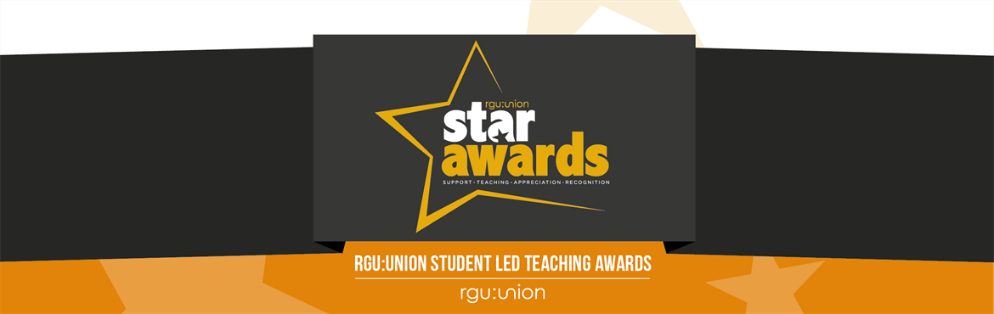 rgu:union
star
awards
SUPPORT - TEACHING - APPRECIATION - RECOGNITION
RGU:UNION STUDENT LED TEACHING AWARDS
rgu:union